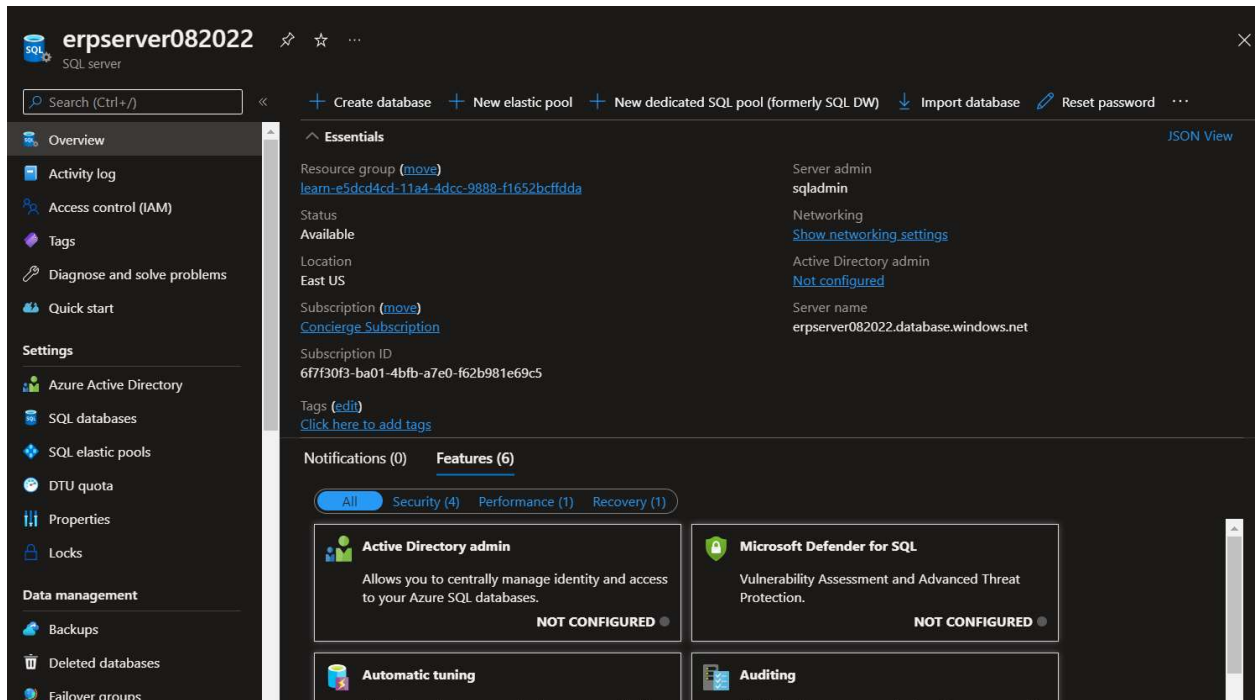 erpserver082022
SQL server
Search (Ctrl+/)
Overview
Activity log
Access control (IAM)
Tags
Diagnose and solve problems
Quick start
Settings
Azure Active Directory
SQL databases
SQL elastic pools
DTU quota
Properties
Locks
Data management
Backups
Deleted databases
Failover groups
Create database New elastic pool New dedicated SQL pool (formerly SQL DW) Import database Reset password
Essentials
JSON View
Resource group (move)
learn-e5dcd4cd-11a4-4dcc-9888-f1652bcffdda
Status
Available
Location
East US
Subscription (move)
Concierge Subscription
Subscription ID
6f7f30f3-ba01-4bfb-a7e0-f62b981e69c5
Tags (edit)
Click here to add tags
Server admin
sqladmin
Networking
Show networking settings
Active Directory admin
Not configured
Server name
erpserver082022.database.windows.net
Notifications (0) Features (6)
All Security (4) Performance (1) Recovery (1)
Active Directory admin
Allows you to centrally manage identity and access
to your Azure SQL databases.
NOT CONFIGURED
Microsoft Defender for SQL
Vulnerability Assessment and Advanced Threat
Protection.
NOT CONFIGURED
Automatic tuning
Auditing